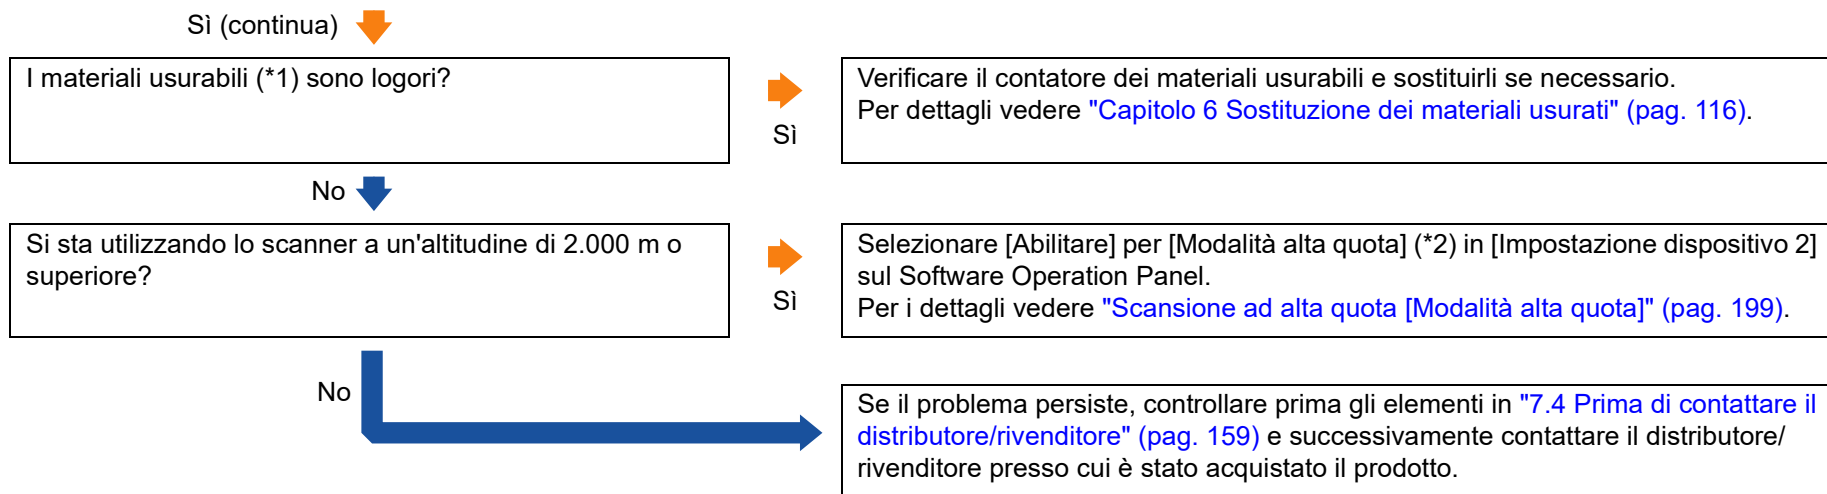 Sì (continua)
I materiali usurabili (*1) sono logori?
Sì
Verificare il contatore dei materiali usurabili e sostituirli se necessario.
Per dettagli vedere "Capitolo 6 Sostituzione dei materiali usurati" (pag. 116).
No
Si sta utilizzando lo scanner a un'altitudine di 2.000 m o
superiore?
Sì
Selezionare [Abilitare] per [Modalità alta quota] (*2) in [Impostazione dispositivo 2]
sul Software Operation Panel.
Per i dettagli vedere "Scansione ad alta quota [Modalità alta quota]" (pag. 199).
No
Se il problema persiste, controllare prima gli elementi in "7.4 Prima di contattare il
distributore/rivenditore" (pag. 159) e successivamente contattare il distributore/
rivenditore presso cui è stato acquistato il prodotto.